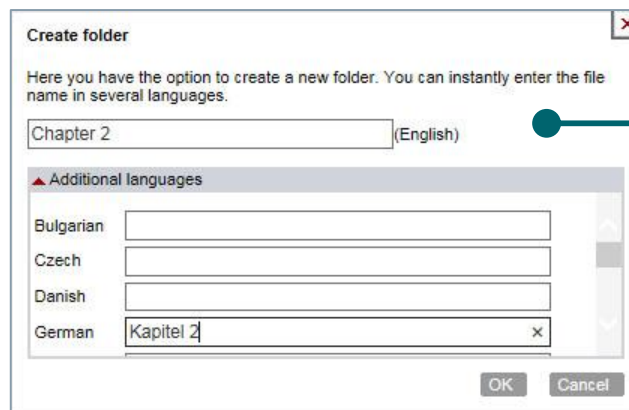 Create folder
Here you have the option to create a new folder. You can instantly enter the file
name in several languages.
Chapter 2 (English)
Additional languages
Bulgarian
Czech
Danish
German Kapitel 2
OK Cancel